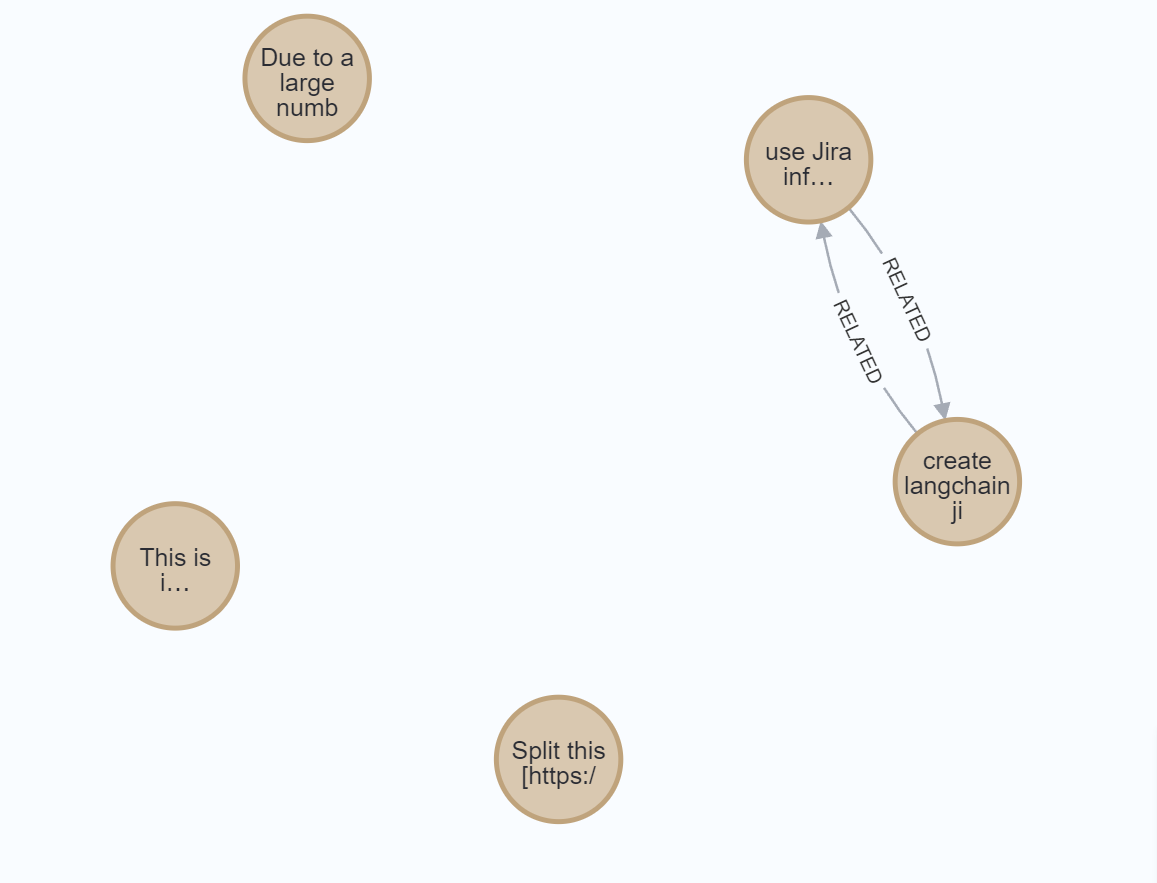 Due to a
large
numb
use Jira
inf...
RELATED
RELATED
create
langchain
ji
This is
i...
Split this
[https:/